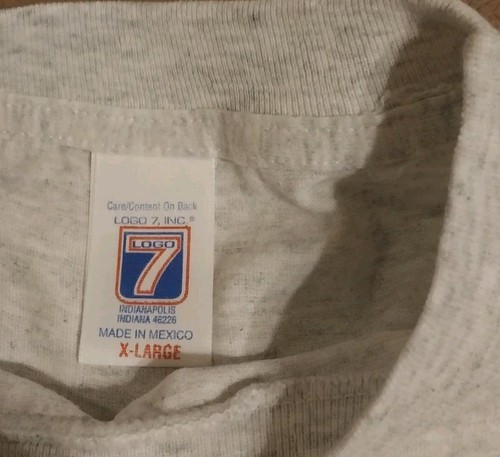 Care/Content On Back
LOGO 7, INC.®
LOGO
7
INDIANAPOLIS
INDIANA 46226
MADE IN MEXICO
X-LARGE